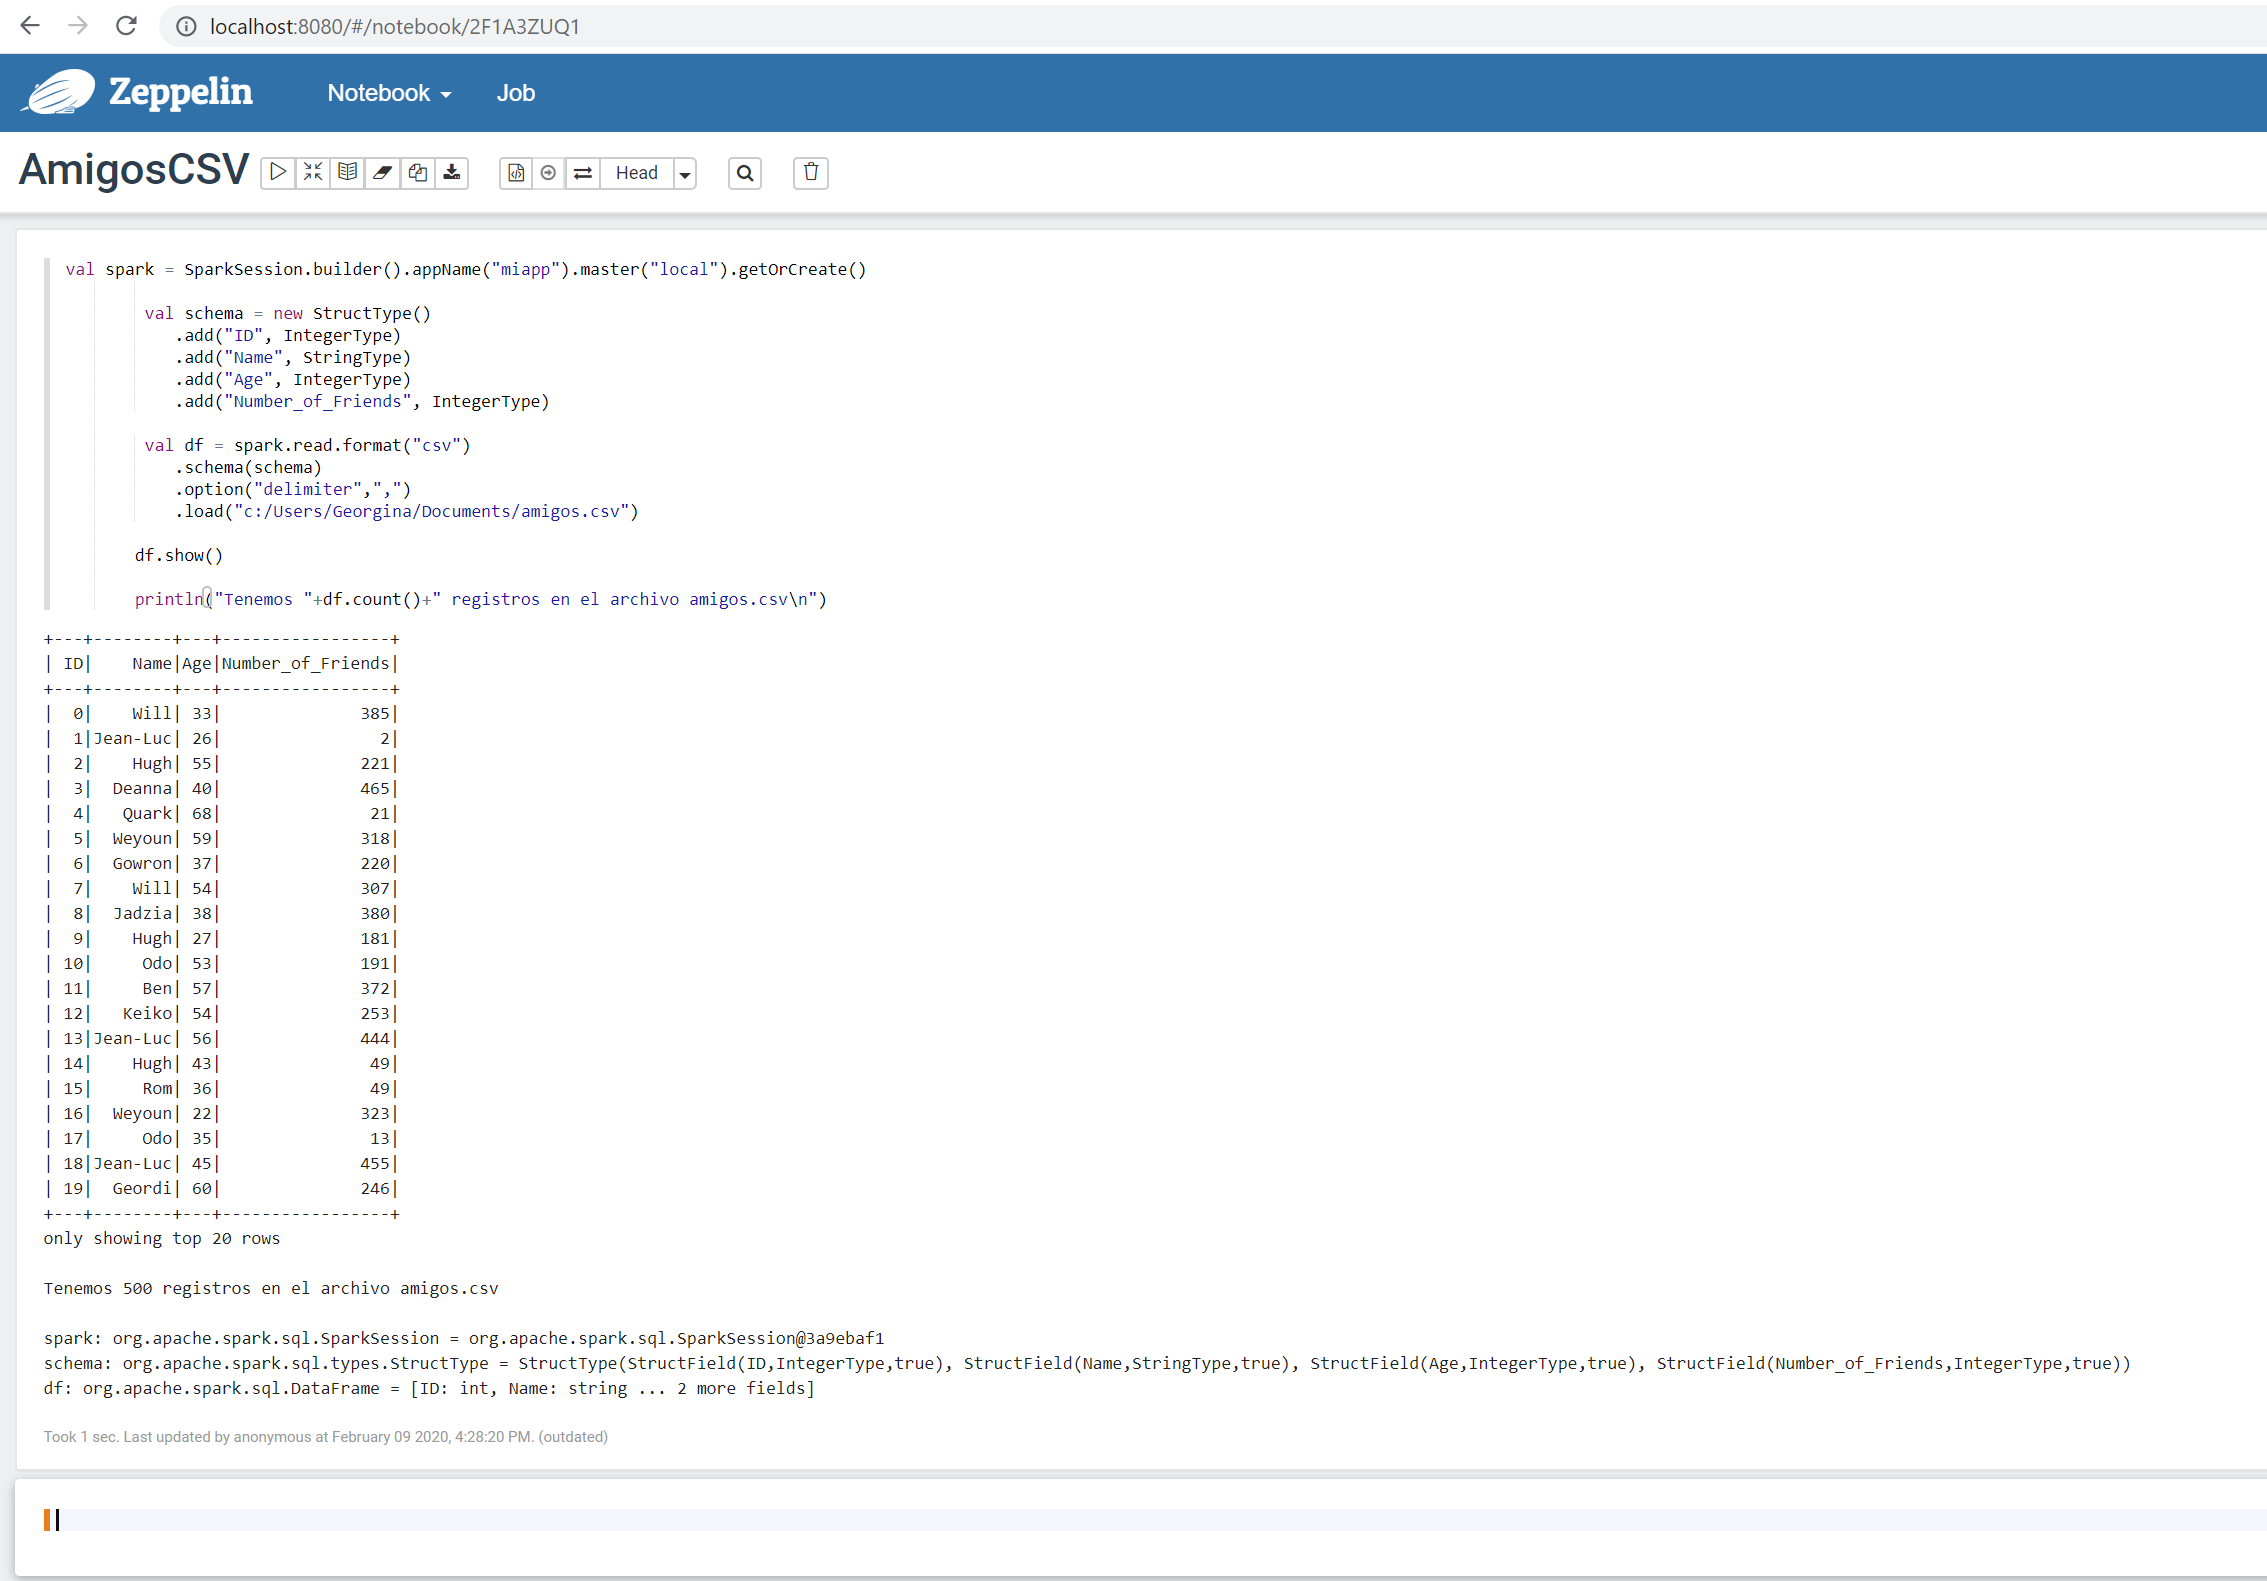 localhost:8080/#/notebook/2F1A3ZUQ1
Zeppelin Notebook Job
AmigosCSV Head
val spark = SparkSession.builder().appName("miapp").master("local").getOrCreate()
val schema = new StructType()
.add("ID", IntegerType)
.add("Name", StringType)
.add("Age", IntegerType)
.add("Number_of_Friends", IntegerType)
val df = spark.read.format("csv")
.schema(schema)
.option("delimiter",",")
.load("c:/Users/Georgina/Documents/amigos.csv")
df.show()
println("Tenemos "+df.count()+" registros en el archivo amigos.csv\n")
+---+--------+---+-----------------+
| ID|    Name|Age|Number_of_Friends|
+---+--------+---+-----------------+
|  0|    Will| 33|              385|
|  1|Jean-Luc| 26|                2|
|  2|    Hugh| 55|              221|
|  3|  Deanna| 40|              465|
|  4|   Quark| 68|               21|
|  5|  Weyoun| 59|              318|
|  6|  Gowron| 37|              220|
|  7|    Will| 54|              307|
|  8|  Jadzia| 38|              380|
|  9|    Hugh| 27|              181|
| 10|     Odo| 53|              191|
| 11|     Ben| 57|              372|
| 12|   Keiko| 54|              253|
| 13|Jean-Luc| 56|              444|
| 14|    Hugh| 43|               49|
| 15|     Rom| 36|               49|
| 16|  Weyoun| 22|              323|
| 17|     Odo| 35|               13|
| 18|Jean-Luc| 45|              455|
| 19|  Geordi| 60|              246|
+---+--------+---+-----------------+
only showing top 20 rows
Tenemos 500 registros en el archivo amigos.csv
spark: org.apache.spark.sql.SparkSession = org.apache.spark.sql.SparkSession@3a9ebaf1
schema: org.apache.spark.sql.types.StructType = StructType(StructField(ID,IntegerType,true), StructField(Name,StringType,true), StructField(Age,IntegerType,true), StructField(Number_of_Friends,IntegerType,true))
df: org.apache.spark.sql.DataFrame = [ID: int, Name: string ... 2 more fields]
Took 1 sec. Last updated by anonymous at February 09 2020, 4:28:20 PM. (outdated)